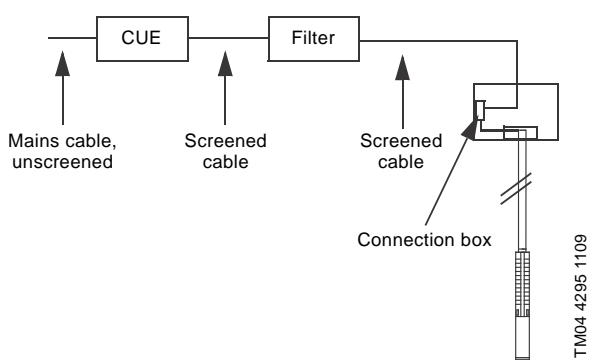 CUE
Filter
Mains cable,
unscreened
Screened
cable
Screened
cable
Connection box
TM04 4295 1109